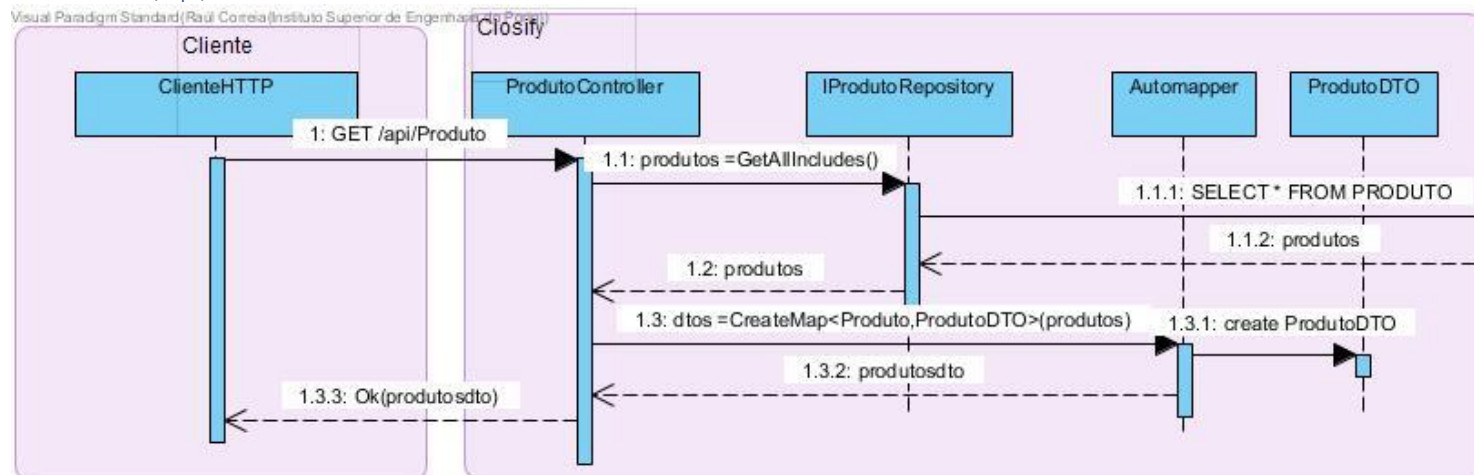 Visual Paradigm Standard(Raúl Correia(Instituto Superior de Engenharia do Porto))
Cliente
Closify
ClienteHTTP
ProdutoController
IProdutoRepository
Automapper
ProdutoDTO
1: GET /api/Produto
1.1: produtos =GetAllIncludes()
1.1.1: SELECT * FROM PRODUTO
1.1.2: produtos
1.2: produtos
1.3: dtos =CreateMap<Produto,ProdutoDTO>(produtos)
1.3.1: create ProdutoDTO
1.3.2: produtosdto
1.3.3: Ok(produtosdto)